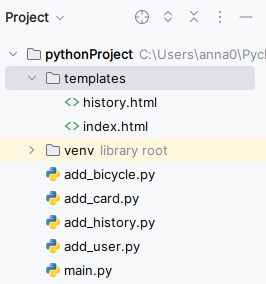 Project
pythonProject C:\Users\anna0\Pyc
templates
history.html
index.html
venv library root
add_bicycle.py
add_card.py
add_history.py
add_user.py
main.py